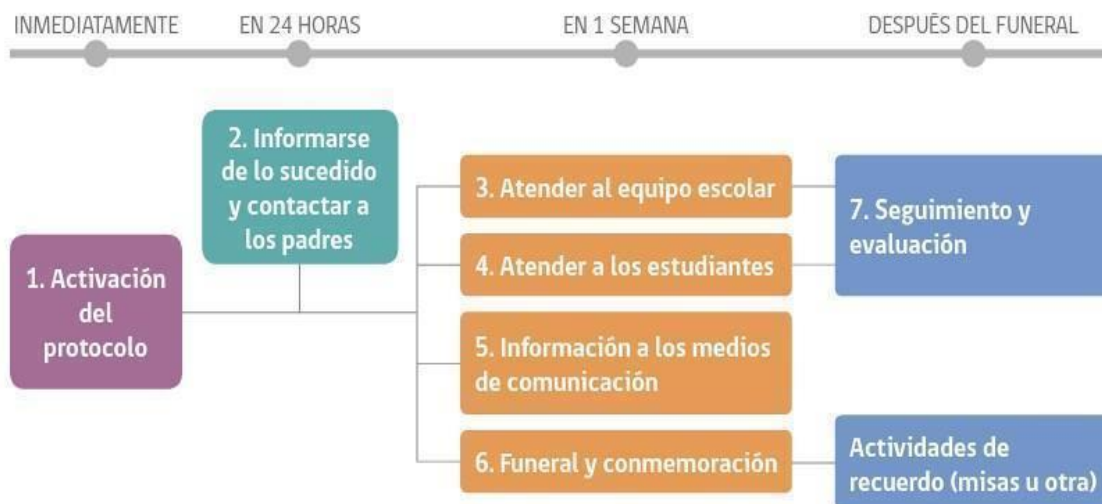 INMEDIATAMENTE
EN 24 HORAS
EN 1 SEMANA
DESPUÉS DEL FUNERAL
1. Activación
del
protocolo
2. Informarse
de lo sucedido
y contactar a
los padres
3. Atender al equipo escolar
4. Atender a los estudiantes
5. Información a los medios
de comunicación
6. Funeral y conmemoración
7. Seguimiento y
evaluación
Actividades de
recuerdo (misas u otra)